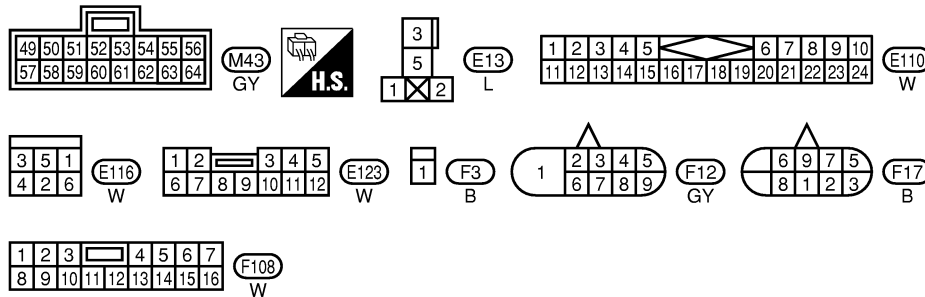 49 50 51 52 53 54 55 56
57 58 59 60 61 62 63 64
M43
GY
H.S.
3
5
1 2
E13
L
1 2 3 4 5 6 7 8 9 10
11 12 13 14 15 16 17 18 19 20 21 22 23 24
E110
W
3 5 1
4 2 6
E116
W
1 2 3 4 5
6 7 8 9 10 11 12
E123
W
1
F3
B
1 2 3 4 5
6 7 8 9
F12
GY
6 9 7 5
8 1 2 3
F17
B
1 2 3 4 5 6 7
8 9 10 11 12 13 14 15 16
F108
W